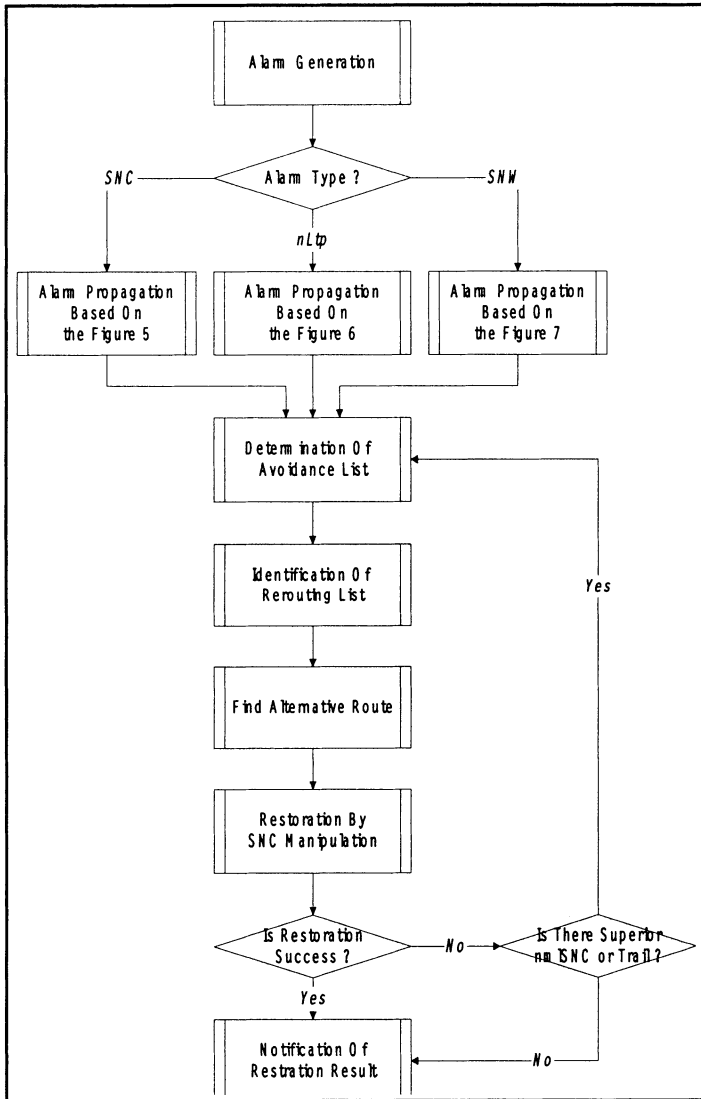 Alarm Generation
Alarm Type ?
SNC
SNW
nLtp
Alarm Propagation
Based On
the Figure 5
Alarm Propagation
Based On
the Figure 6
Alarm Propagation
Based On
the Figure 7
Determination Of
Avoidance List
Identification Of
Rerouting List
Yes
Find Alternative Route
Restoration By
SNC Manipulation
Is Restoration
Success ?
No
Is There Superior
nmlSNC or Trail ?
Yes
Notification Of
Restration Result
No